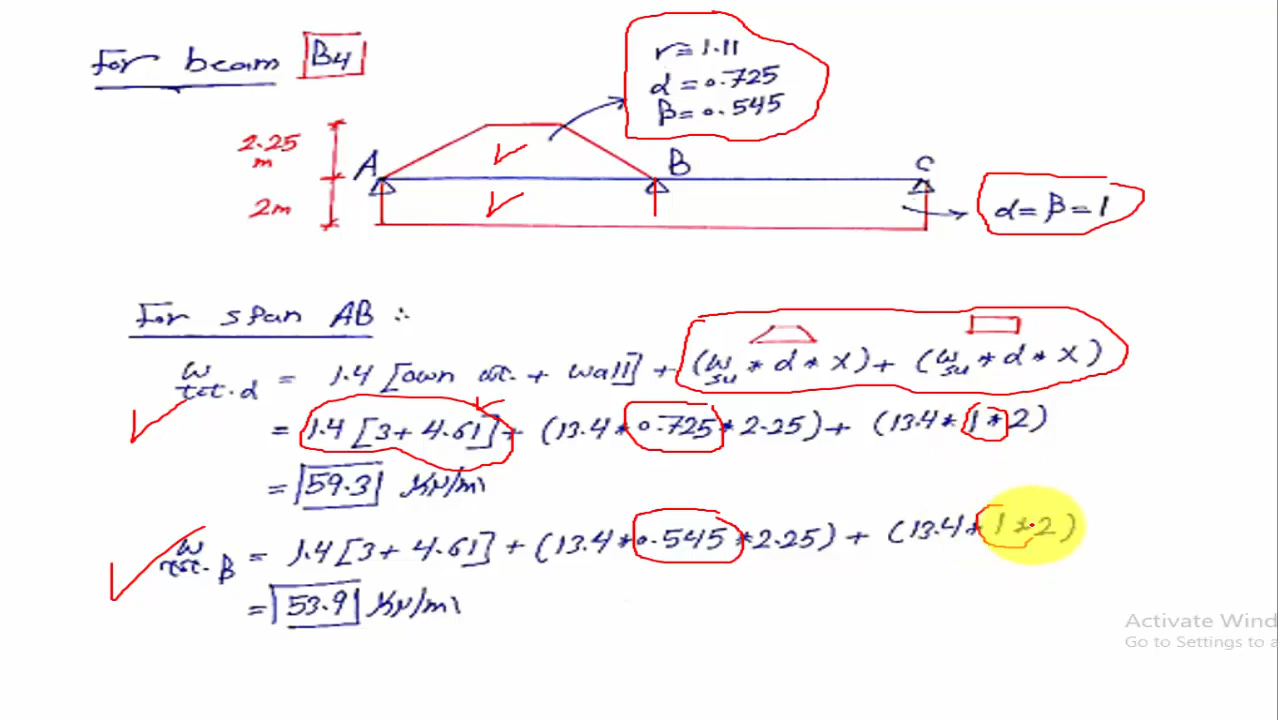 For beam B4
r=1.11
α=0.725
β=0.545
2.25
m
A B C
2m
α=β=1
For span AB :
w tot.α = 1.4 [own wt. + wall] + (w su * α * X) + (w su * α * X)
= 1.4 [3+4.61] + (13.4*0.725*2.25) + (13.4*1*2)
= 59.3 KN/m
w tot.β = 1.4[3+4.61] + (13.4*0.545*2.25) + (13.4*1*2)
= 53.9 KN/m
Activate Wind
Go to Settings to a